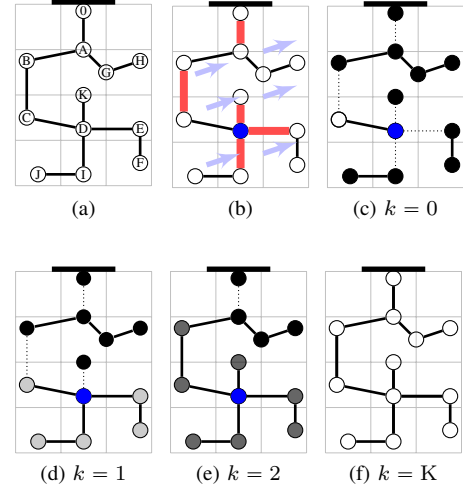 0
A
B
H
G
K
C
D
E
F
J
I
(a)
(b)
(c) k = 0
(d) k = 1
(e) k = 2
(f) k = K